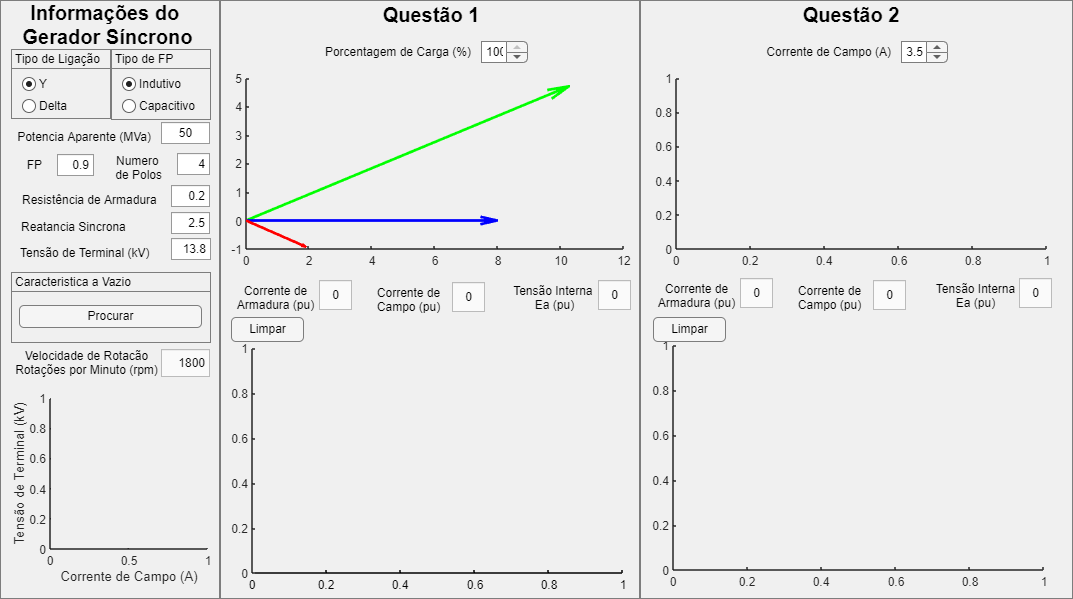 Informações do
Gerador Síncrono
Tipo de Ligação
Tipo de FP
Y
Indutivo
Delta
Capacitivo
Potencia Aparente (MVa)
50
FP
0.9
Numero
de Polos
4
Resistência de Armadura
0.2
Reatancia Sincrona
2.5
Tensão de Terminal (kV)
13.8
Caracteristica a Vazio
Procurar
Velocidade de Rotacão
Rotações por Minuto (rpm)
1800
Tensão de Terminal (kV)
1
0.8
0.6
0.4
0.2
0
0
0.5
1
Corrente de Campo (A)
Questão 1
Porcentagem de Carga (%)
100
5
4
3
2
1
0
-1
0
2
4
6
8
10
12
Corrente de
Armadura (pu)
0
Corrente de
Campo (pu)
0
Tensão Interna
Ea (pu)
0
Limpar
1
0.8
0.6
0.4
0.2
0
0
0.2
0.4
0.6
0.8
1
Questão 2
Corrente de Campo (A)
3.5
1
0.8
0.6
0.4
0.2
0
0
0.2
0.4
0.6
0.8
1
Corrente de
Armadura (pu)
0
Corrente de
Campo (pu)
0
Tensão Interna
Ea (pu)
0
Limpar
1
0.8
0.6
0.4
0.2
0
0
0.2
0.4
0.6
0.8
1